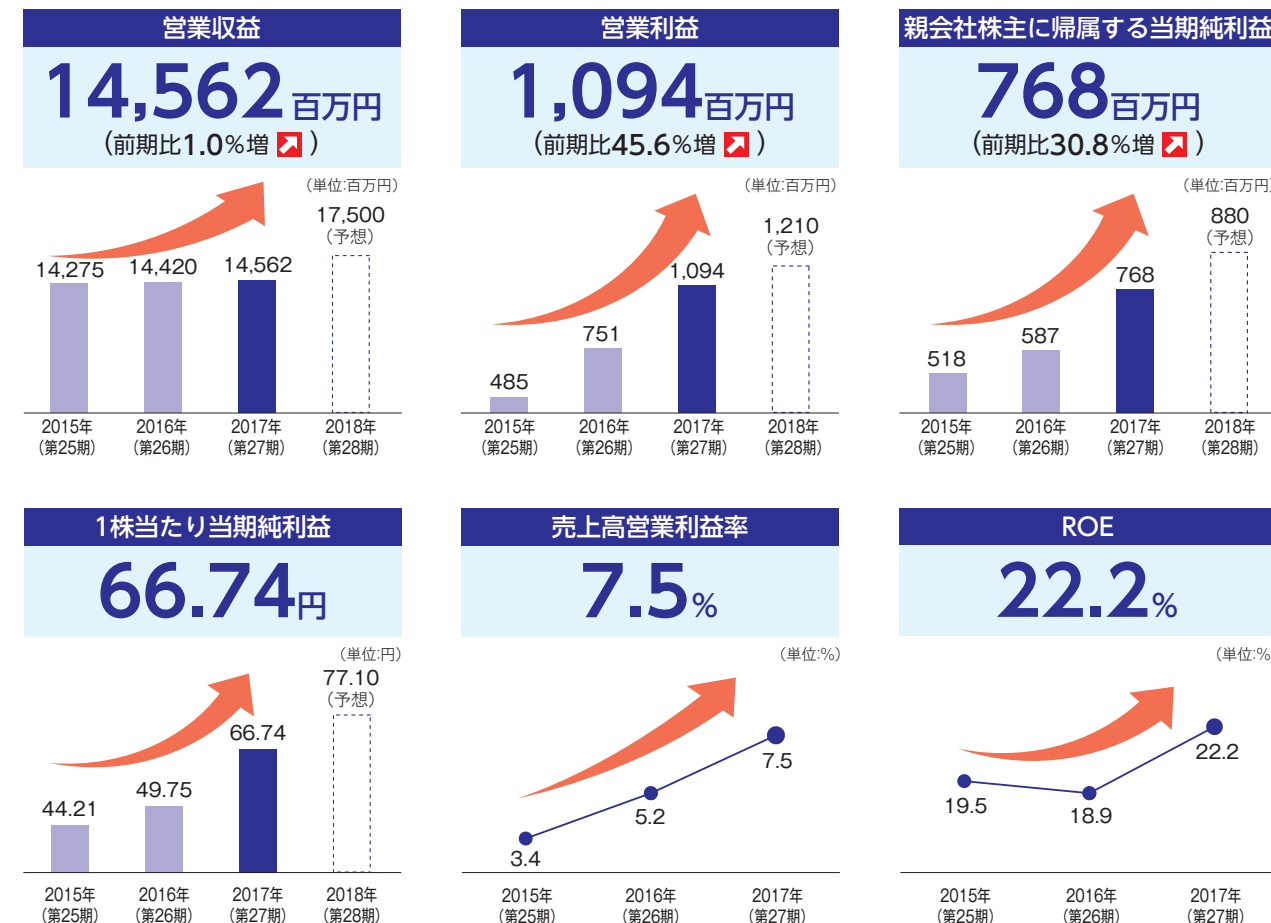 営業収益
14,562百万円
(前期比1.0%増 )
(単位:百万円)
17,500
(予想)
14,275
14,420
14,562
2015年
(第25期)
2016年
(第26期)
2017年
(第27期)
2018年
(第28期)
営業利益
1,094百万円
(前期比45.6%増 )
(単位:百万円)
1,210
(予想)
1,094
751
485
2015年
(第25期)
2016年
(第26期)
2017年
(第27期)
2018年
(第28期)
親会社株主に帰属する当期純利益
768百万円
(前期比30.8%増 )
(単位:百万円)
880
(予想)
768
587
518
2015年
(第25期)
2016年
(第26期)
2017年
(第27期)
2018年
(第28期)
1株当たり当期純利益
66.74円
(単位:円)
77.10
(予想)
66.74
49.75
44.21
2015年
(第25期)
2016年
(第26期)
2017年
(第27期)
2018年
(第28期)
売上高営業利益率
7.5%
(単位:%)
7.5
5.2
3.4
2015年
(第25期)
2016年
(第26期)
2017年
(第27期)
ROE
22.2%
(単位:%
22.2
19.5
18.9
2015年
(第25期)
2016年
(第26期)
2017年
(第27期)